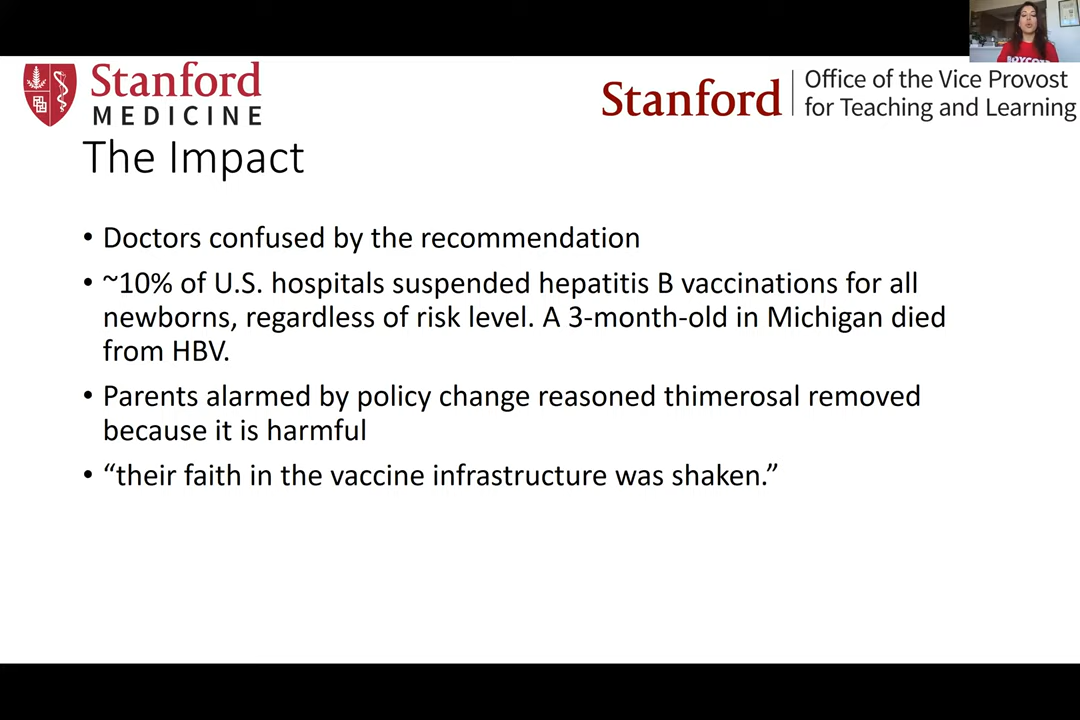 Stanford
MEDICINE
Stanford
Office of the Vice Provost
for Teaching and Learning
The Impact
• Doctors confused by the recommendation
• ~10% of U.S. hospitals suspended hepatitis B vaccinations for all
newborns, regardless of risk level. A 3-month-old in Michigan died
from HBV.
• Parents alarmed by policy change reasoned thimerosal removed
because it is harmful
• “their faith in the vaccine infrastructure was shaken.”